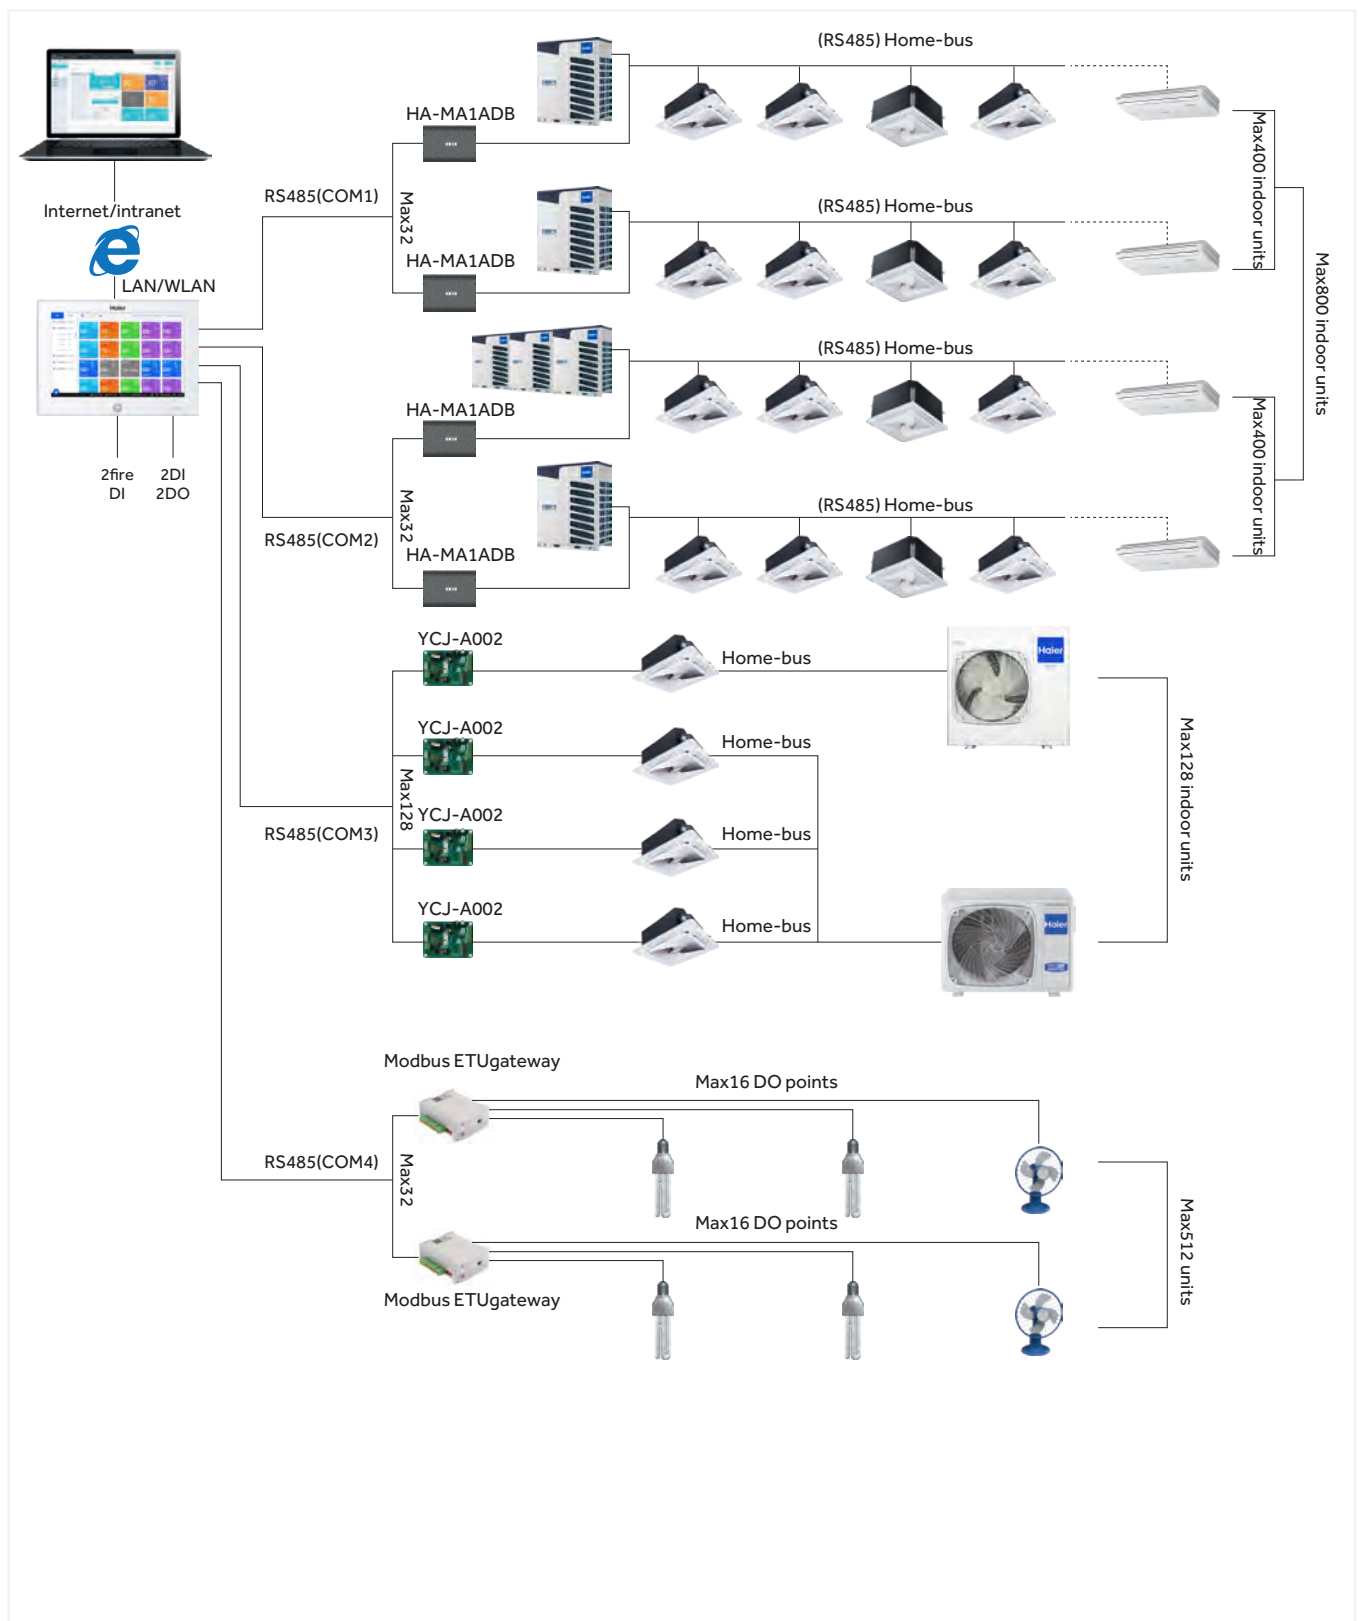 (RS485) Home-bus
HA-MA1ADB
RS485(COM1)
Max32
Internet/intranet
(RS485) Home-bus
HA-MA1ADB
LAN/WLAN
Max400 indoor units
Max800 indoor units
Haier
(RS485) Home-bus
HA-MA1ADB
2fire
DI
2DI
2DO
Max32
(RS485) Home-bus
RS485(COM2)
HA-MA1ADB
Max400 indoor units
YCJ-A002
Home-bus
Haier
YCJ-A002
Home-bus
Max128
YCJ-A002
RS485(COM3)
Home-bus
Max128 indoor units
YCJ-A002
Home-bus
Haier
Modbus ETUgateway
Max16 DO points
RS485(COM4)
Max32
Max16 DO points
Max512 units
Modbus ETUgateway